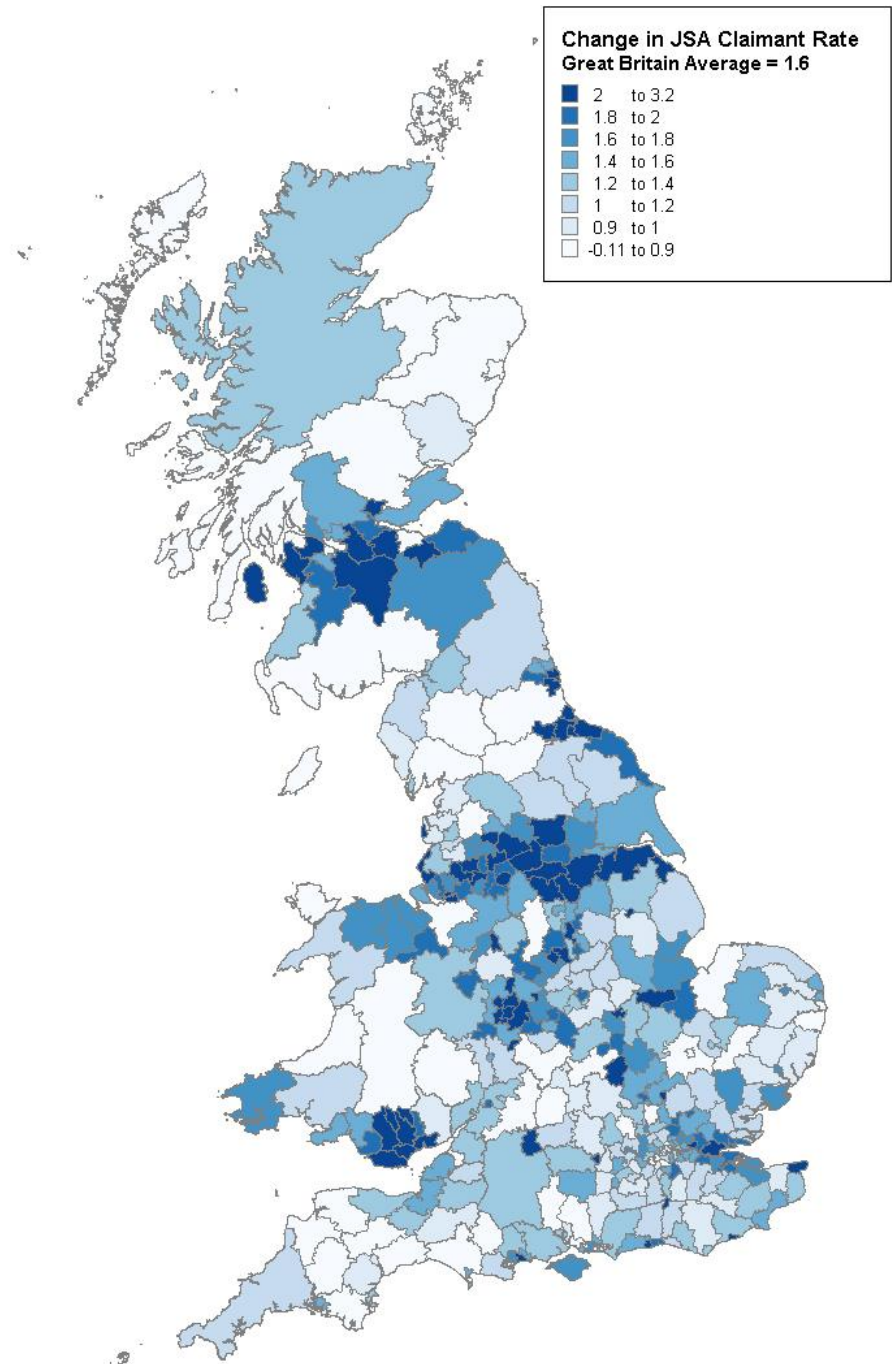 Change in JSA Claimant Rate
Great Britain Average = 1.6
2 to 3.2
1.8 to 2
1.6 to 1.8
1.4 to 1.6
1.2 to 1.4
1 to 1.2
0.9 to 1
-0.11 to 0.9